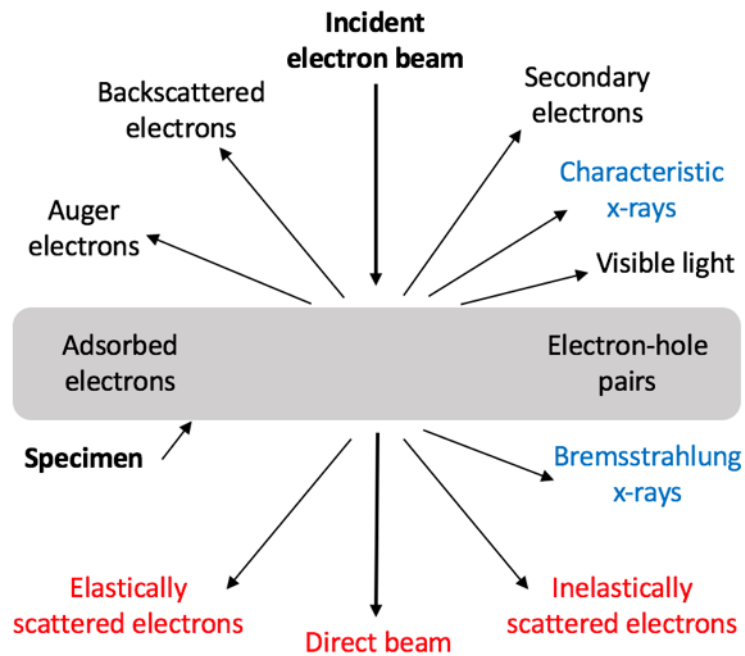 Incident
electron beam
Backscattered
electrons
Secondary
electrons
Characteristic
x-rays
Auger
electrons
Visible light
Adsorbed
electrons
Electron-hole
pairs
Specimen
Bremsstrahlung
x-rays
Elastically
scattered electrons
Direct beam
Inelastically
scattered electrons